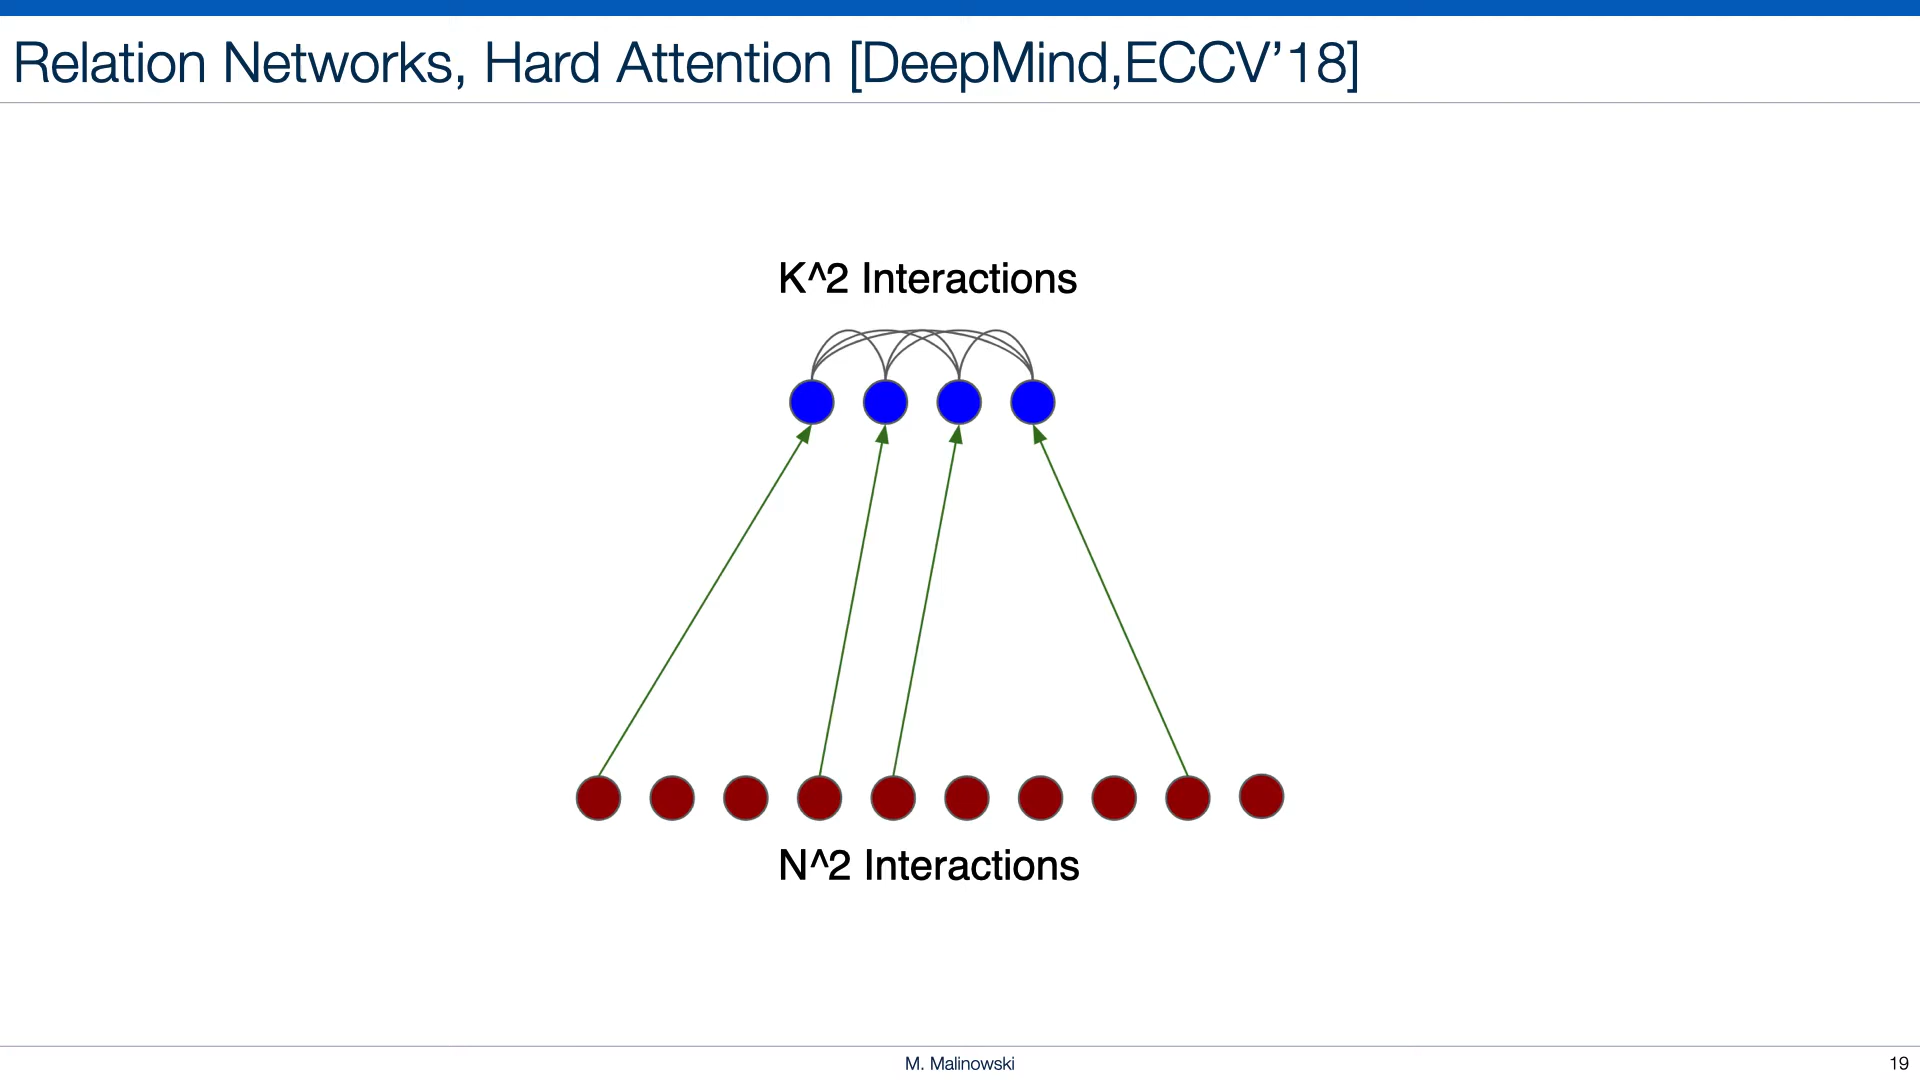 Relation Networks, Hard Attention [DeepMind,ECCV’18]
K^2 Interactions
N^2 Interactions
M. Malinowski
19